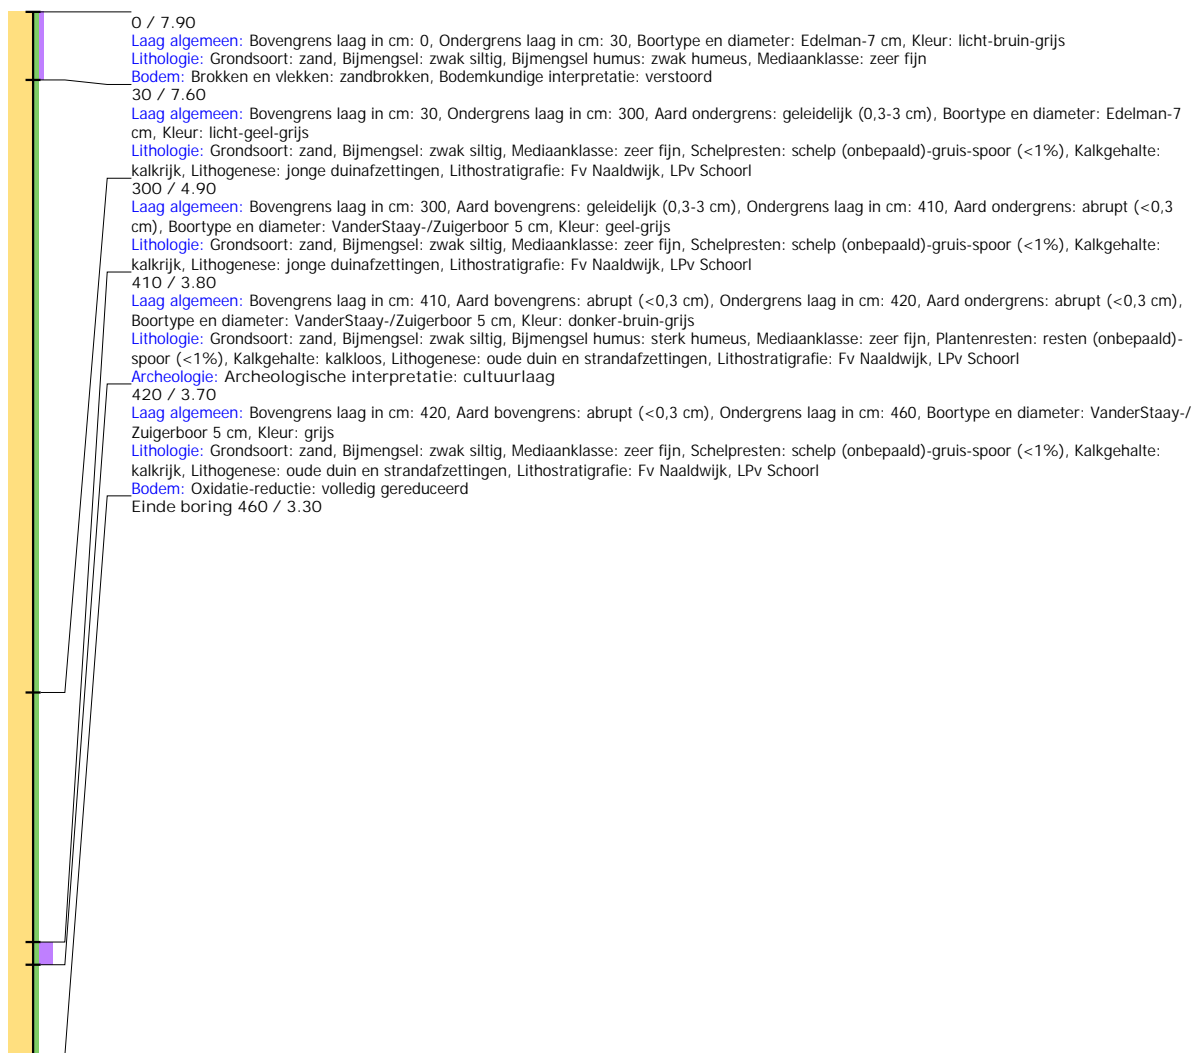 0 / 7.90
Laag algemeen: Bovengrens laag in cm: 0, Ondergrens laag in cm: 30, Boortype en diameter: Edelman-7 cm, Kleur: licht-bruin-grijs
Lithologie: Grondsoort: zand, Bijmengsel: zwak siltig, Bijmengsel humus: zwak humeus, Mediaanklasse: zeer fijn
Bodem: Brokken en vlekken: zandbrokken, Bodemkundige interpretatie: verstoord
30 / 7.60
Laag algemeen: Bovengrens laag in cm: 30, Ondergrens laag in cm: 300, Aard ondergrens: geleidelijk (0,3-3 cm), Boortype en diameter: Edelman-7
cm, Kleur: licht-geel-grijs
Lithologie: Grondsoort: zand, Bijmengsel: zwak siltig, Mediaanklasse: zeer fijn, Schelpresten: schelp (onbepaald)-gruis-spoor (<1%), Kalkgehalte:
kalkrijk, Lithogenese: jonge duinafzettingen, Lithostratigrafie: Fv Naaldwijk, LPv Schoorl
300 / 4.90
Laag algemeen: Bovengrens laag in cm: 300, Aard bovengrens: geleidelijk (0,3-3 cm), Ondergrens laag in cm: 410, Aard ondergrens: abrupt (<0,3
cm), Boortype en diameter: VanderStaay-/Zuigerboor 5 cm, Kleur: geel-grijs
Lithologie: Grondsoort: zand, Bijmengsel: zwak siltig, Mediaanklasse: zeer fijn, Schelpresten: schelp (onbepaald)-gruis-spoor (<1%), Kalkgehalte:
kalkrijk, Lithogenese: jonge duinafzettingen, Lithostratigrafie: Fv Naaldwijk, LPv Schoorl
410 / 3.80
Laag algemeen: Bovengrens laag in cm: 410, Aard bovengrens: abrupt (<0,3 cm), Ondergrens laag in cm: 420, Aard ondergrens: abrupt (<0,3 cm),
Boortype en diameter: VanderStaay-/Zuigerboor 5 cm, Kleur: donker-bruin-grijs
Lithologie: Grondsoort: zand, Bijmengsel: zwak siltig, Bijmengsel humus: sterk humeus, Mediaanklasse: zeer fijn, Plantenresten: resten (onbepaald)-
spoor (<1%), Kalkgehalte: kalkloos, Lithogenese: oude duin en strandafzettingen, Lithostratigrafie: Fv Naaldwijk, LPv Schoorl
Archeologie: Archeologische interpretatie: cultuurlaag
420 / 3.70
Laag algemeen: Bovengrens laag in cm: 420, Aard bovengrens: abrupt (<0,3 cm), Ondergrens laag in cm: 460, Boortype en diameter: VanderStaay-/
Zuigerboor 5 cm, Kleur: grijs
Lithologie: Grondsoort: zand, Bijmengsel: zwak siltig, Mediaanklasse: zeer fijn, Schelpresten: schelp (onbepaald)-gruis-spoor (<1%), Kalkgehalte:
kalkrijk, Lithogenese: oude duin en strandafzettingen, Lithostratigrafie: Fv Naaldwijk, LPv Schoorl
Bodem: Oxidatie-reductie: volledig gereduceerd
Einde boring 460 / 3.30